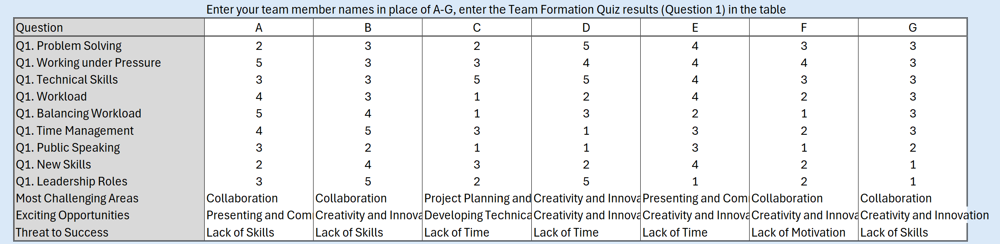 Enter your team member names in place of A-G, enter the Team Formation Quiz results (Question 1) in the table
Question A B C D E F G
Q1. Problem Solving 2 3 2 5 4 3 3
Q1. Working under Pressure 5 3 3 4 4 4 3
Q1. Technical Skills 3 3 5 5 4 3 3
Q1. Workload 4 3 1 2 4 2 3
Q1. Balancing Workload 5 4 1 3 2 1 3
Q1. Time Management 4 5 3 1 3 2 3
Q1. Public Speaking 3 2 1 1 3 1 2
Q1. New Skills 2 4 3 2 4 2 1
Q1. Leadership Roles 3 5 2 5 1 2 1
Most Challenging Areas Collaboration Collaboration Project Planning and Creativity and Innova Presenting and Com Collaboration Collaboration
Exciting Opportunities Presenting and Com Creativity and Innova Developing Technica Creativity and Innova Creativity and Innova Creativity and Innova Creativity and Innovation
Threat to Success Lack of Skills Lack of Skills Lack of Time Lack of Time Lack of Time Lack of Motivation Lack of Skills